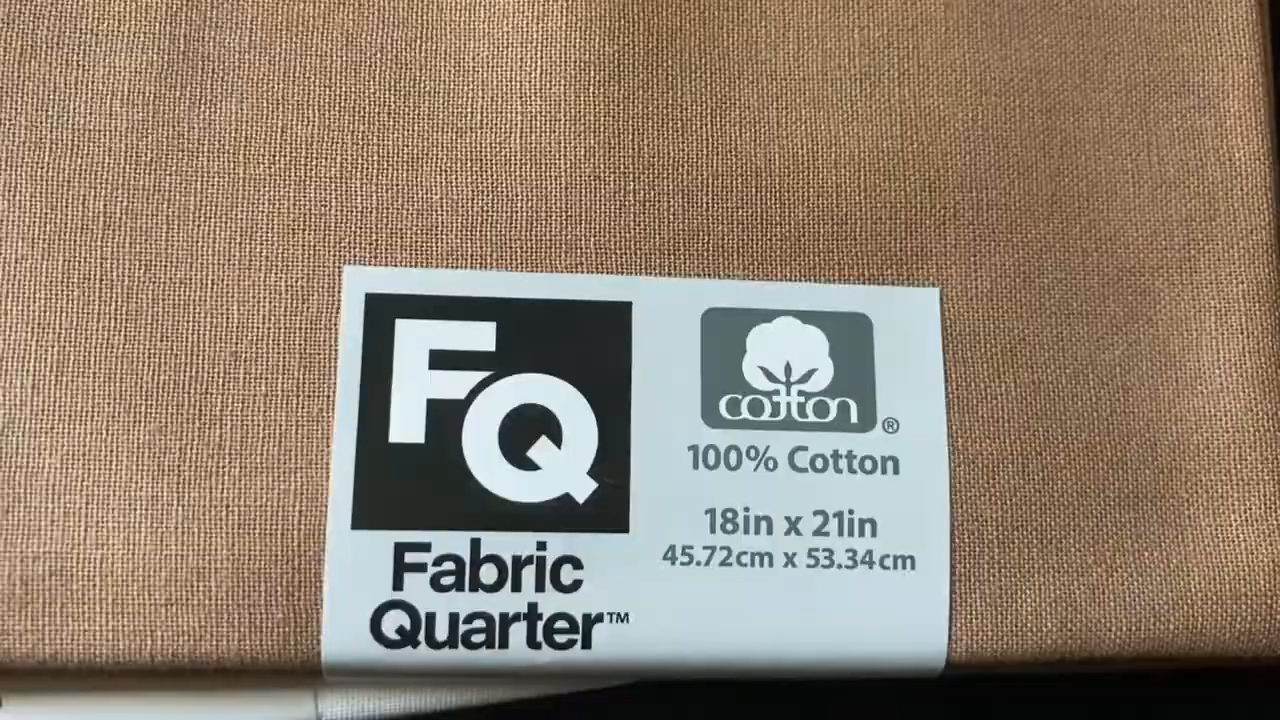 FQ
Fabric
Quarter™
cotton ®
100% Cotton
18in x 21in
45.72cm x 53.34cm